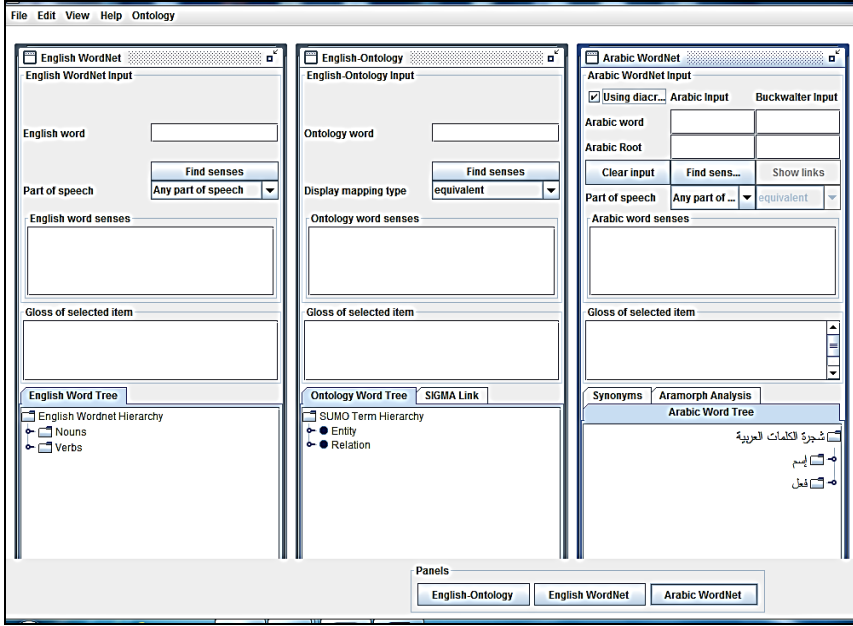 File Edit View Help Ontology
English WordNet
English WordNet Input
English word
Find senses
Part of speech Any part of speech
English word senses
Gloss of selected item
English Word Tree
English Wordnet Hierarchy
Nouns
Verbs
English-Ontology
English-Ontology Input
Ontology word
Find senses
Display mapping type equivalent
Ontology word senses
Gloss of selected item
Ontology Word Tree SIGMA Link
SUMO Term Hierarchy
Entity
Relation
Arabic WordNet
Arabic WordNet Input
Using diacr... Arabic Input Buckwalter Input
Arabic word
Arabic Root
Clear input Find sens... Show links
Part of speech Any part of ... equivalent
Arabic word senses
Gloss of selected item
Synonyms Aramorph Analysis
Arabic Word Tree
شجرة الكلمات العربية
إسم
فعل
Panels
English-Ontology English WordNet Arabic WordNet